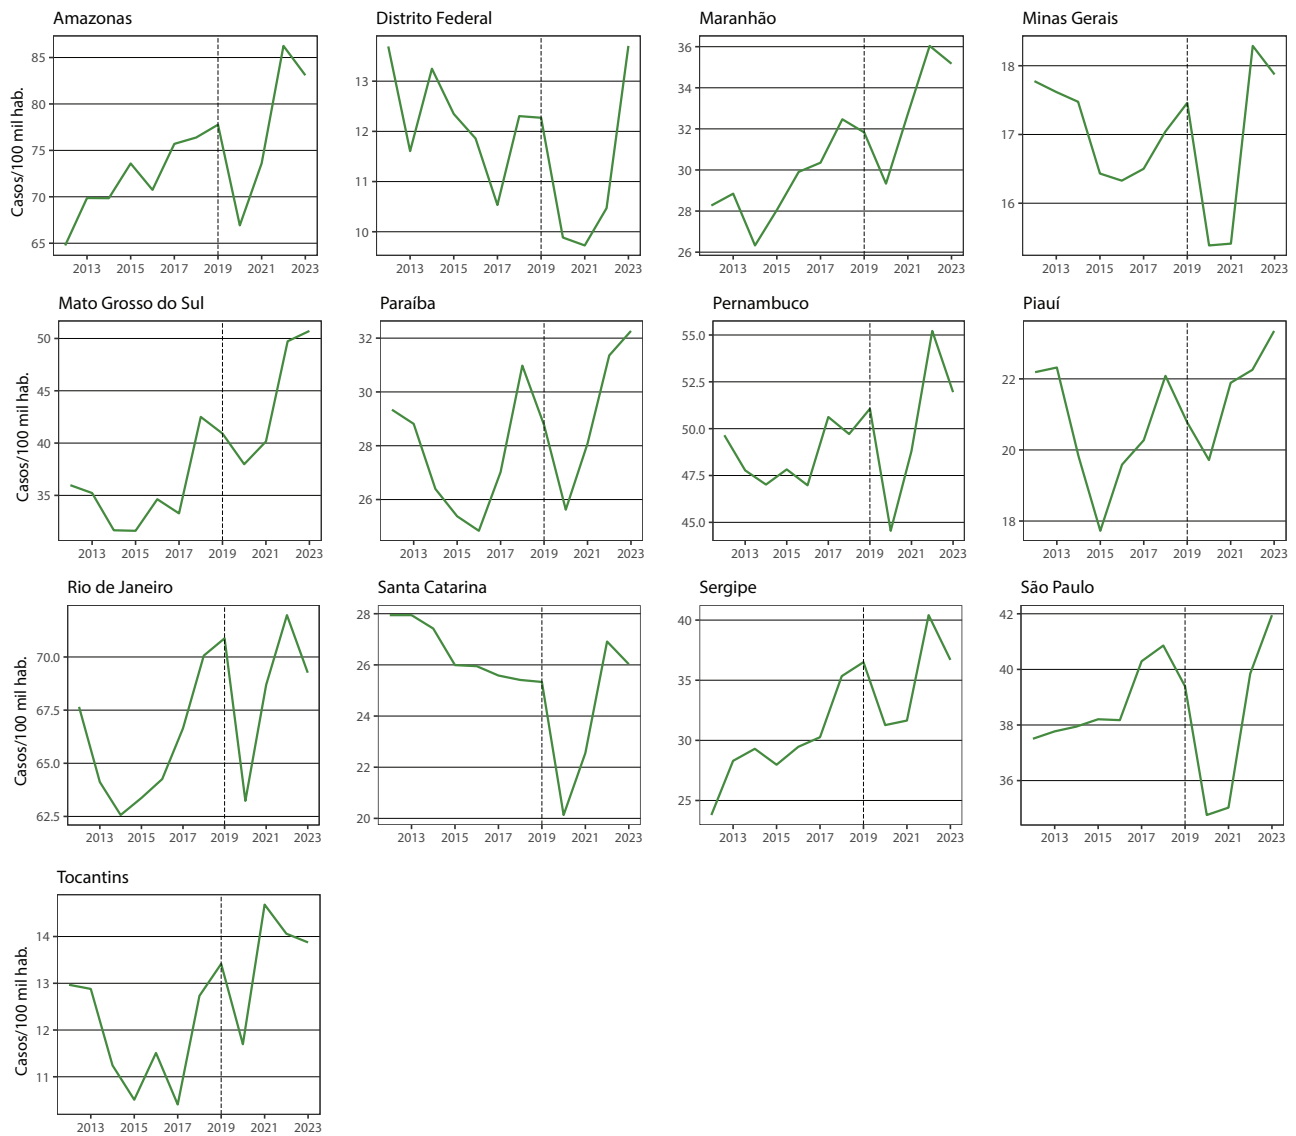 Amazonas
Distrito Federal
Maranhão
Minas Gerais
Casos/100 mil hab.
85
80
75
70
65
13
12
11
10
36
34
32
30
28
26
18
17
16
2013 2015 2017 2019 2021 2023
2013 2015 2017 2019 2021 2023
2013 2015 2017 2019 2021 2023
2013 2015 2017 2019 2021 2023
Mato Grosso do Sul
Paraíba
Pernambuco
Piauí
Casos/100 mil hab.
50
45
40
35
32
30
28
26
55.0
52.5
50.0
47.5
45.0
22
20
18
2013 2015 2017 2019 2021 2023
2013 2015 2017 2019 2021 2023
2013 2015 2017 2019 2021 2023
2013 2015 2017 2019 2021 2023
Rio de Janeiro
Santa Catarina
Sergipe
São Paulo
Casos/100 mil hab.
70.0
67.5
65.0
62.5
28
26
24
22
20
40
35
30
25
42
40
38
36
2013 2015 2017 2019 2021 2023
2013 2015 2017 2019 2021 2023
2013 2015 2017 2019 2021 2023
2013 2015 2017 2019 2021 2023
Tocantins
Casos/100 mil hab.
14
13
12
11
2013 2015 2017 2019 2021 2023